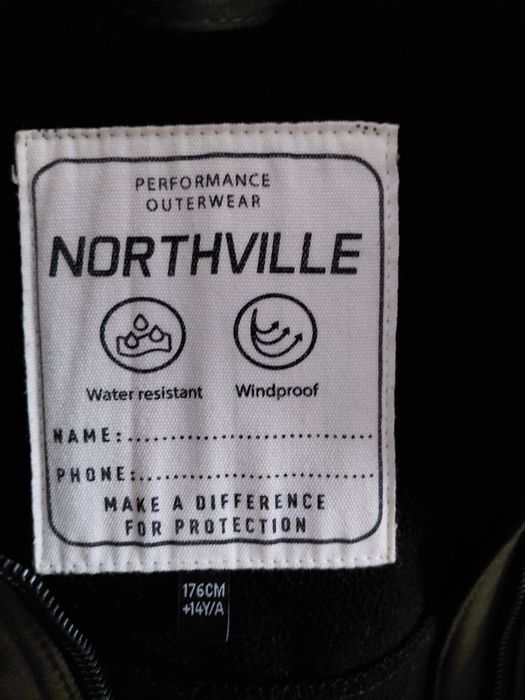 PERFORMANCE
OUTERWEAR
NORTHVILLE
Water resistant Windproof
NAME:...............................
PHONE:..............................
MAKE A DIFFERENCE
FOR PROTECTION
176CM
+14Y/A